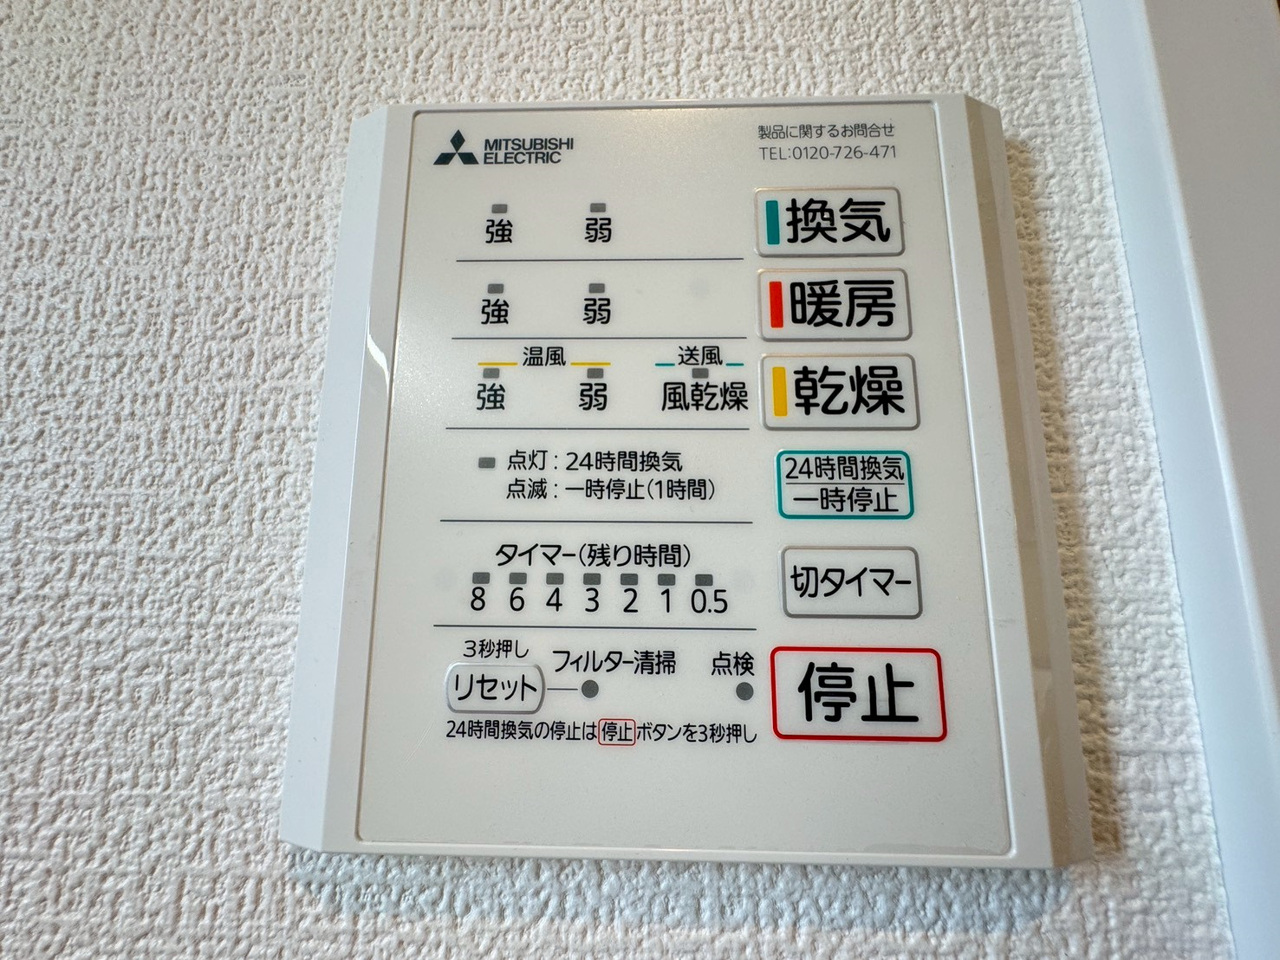 MITSUBISHI
ELECTRIC
製品に関するお問合せ
TEL:0120-726-471
強 弱 換気
強 弱 暖房
温風 送風
強 弱 風乾燥 乾燥
点灯:24時間換気
点滅:一時停止(1時間)
24時間換気
一時停止
タイマー(残り時間)
8 6 4 3 2 1 0.5
切タイマー
3秒押し
リセット フィルター清掃 点検
停止
24時間換気の停止は停止ボタンを3秒押し